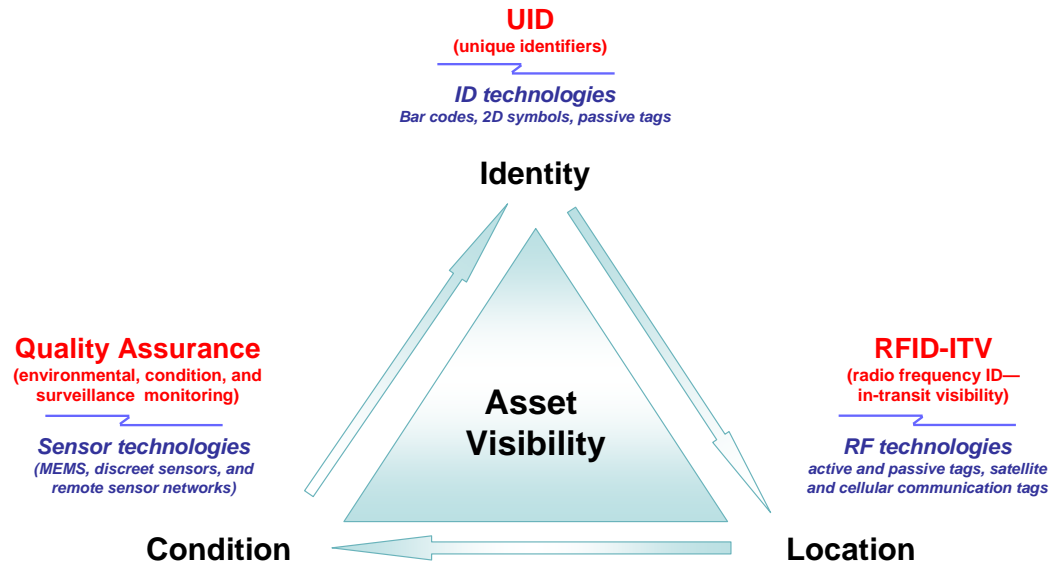 UID
(unique identifiers)
ID technologies
Bar codes, 2D symbols, passive tags
Identity
Quality Assurance
(environmental, condition, and
surveillance monitoring)
Sensor technologies
(MEMS, discreet sensors, and
remote sensor networks)
Condition
Asset
Visibility
RFID-ITV
(radio frequency ID—
in-transit visibility)
RF technologies
active and passive tags, satellite
and cellular communication tags
Location